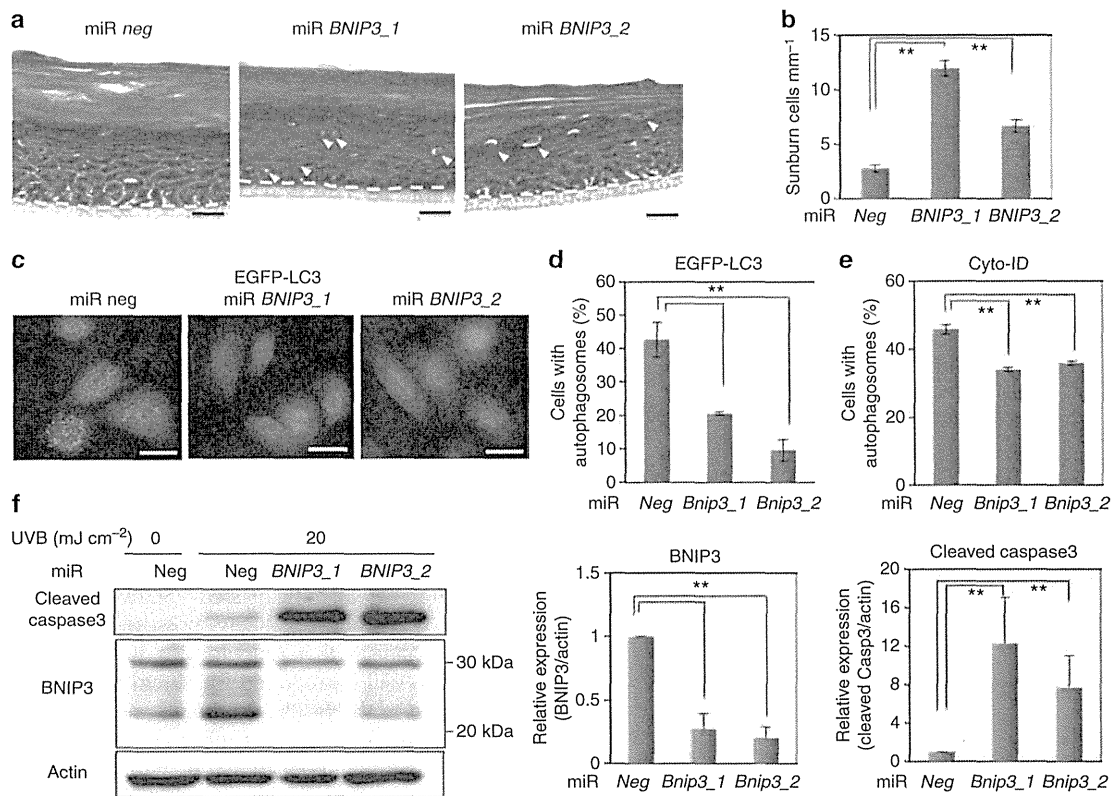 a
miR neg
miR BNIP3_1
miR BNIP3_2
b
Sunburn cells mm⁻¹
15
10
5
0
**
**
miR Neg BNIP3_1 BNIP3_2
c
EGFP-LC3
miR neg
miR BNIP3_1
miR BNIP3_2
d
EGFP-LC3
Cells with
autophagosomes (%)
60
50
40
30
20
10
0
**
miR Neg Bnip3_1 Bnip3_2
e
Cyto-ID
Cells with
autophagosomes (%)
60
40
20
0
**
**
miR Neg Bnip3_1 Bnip3_2
f
UVB (mJ cm⁻²) 0 20
miR Neg Neg BNIP3_1 BNIP3_2
Cleaved
caspase3
BNIP3
30 kDa
20 kDa
Actin
BNIP3
Relative expression
(BNIP3/actin)
1.5
1
0.5
0
**
miR Neg Bnip3_1 Bnip3_2
Cleaved caspase3
Relative expression
(cleaved Casp3/actin)
20
16
12
8
4
0
**
**
miR Neg Bnip3_1 Bnip3_2